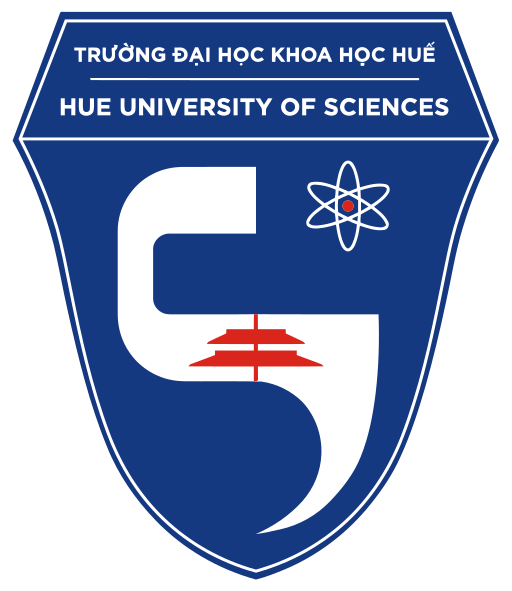 TRƯỜNG ĐẠI HỌC KHOA HỌC HUẾ
HUE UNIVERSITY OF SCIENCES